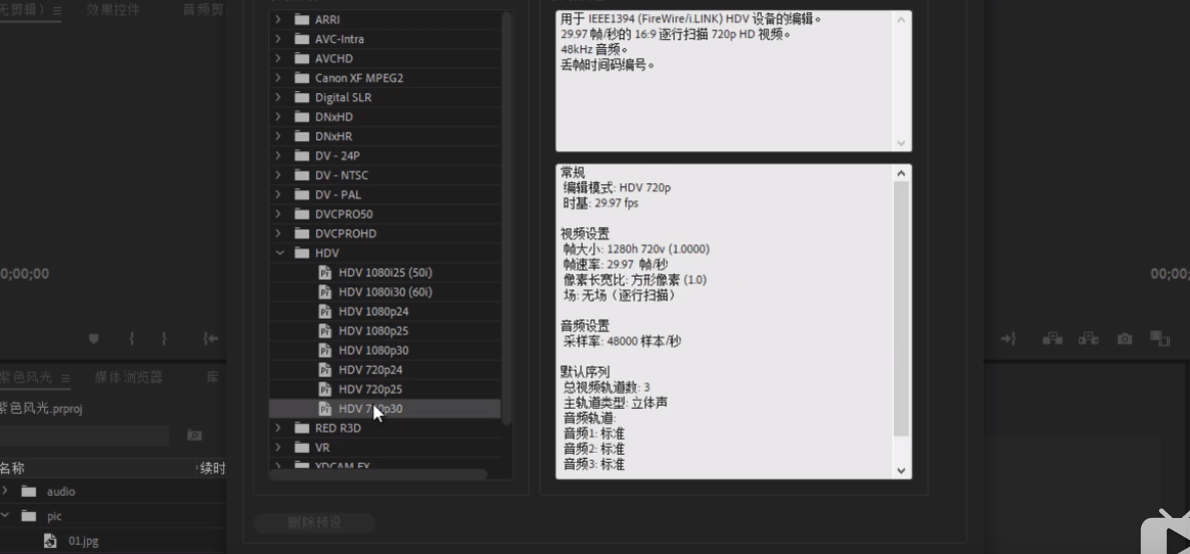 无剪辑）
效果控件
音频剪
00;00;00
紫色风光
媒体浏览器
库
紫色风光.prproj
名称
续时
audio
pic
01.jpg
ARRI
AVC-Intra
AVCHD
Canon XF MPEG2
Digital SLR
DNxHD
DNxHR
DV - 24P
DV - NTSC
DV - PAL
DVCPRO50
DVCPROHD
HDV
HDV 1080i25 (50i)
HDV 1080i30 (60i)
HDV 1080p24
HDV 1080p25
HDV 1080p30
HDV 720p24
HDV 720p25
HDV 720p30
RED R3D
VR
XDCAM EX
删除预设
用于 IEEE1394 (FireWire/i.LINK) HDV 设备的编辑。
29.97 帧/秒的 16:9 逐行扫描 720p HD 视频。
48kHz 音频。
丢帧时间码编号。
常规
编辑模式: HDV 720p
时基: 29.97 fps
视频设置
帧大小: 1280h 720v (1.0000)
帧速率: 29.97 帧/秒
像素长宽比: 方形像素 (1.0)
场: 无场（逐行扫描）
音频设置
采样率: 48000 样本/秒
默认序列
总视频轨道数: 3
主轨道类型: 立体声
音频轨道:
音频1: 标准
音频2: 标准
音频3: 标准
00;00;